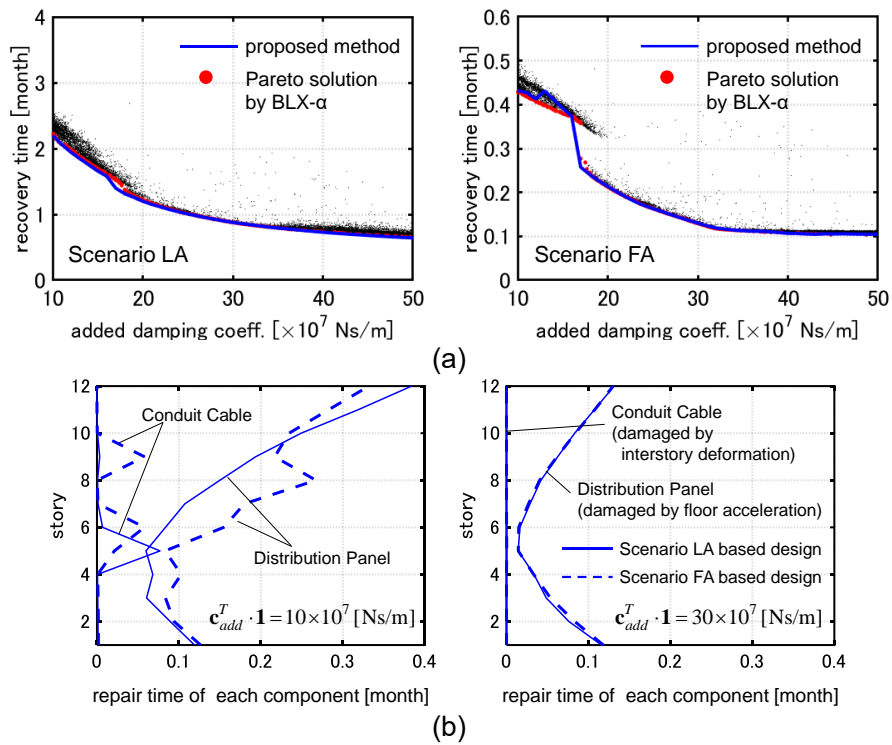 4
3
2
1
0
10
20
30
40
50
recovery time [month]
proposed method
Pareto solution
by BLX-α
Scenario LA
added damping coeff. [×10⁷ Ns/m]
0.6
0.5
0.4
0.3
0.2
0.1
0
10
20
30
40
50
recovery time [month]
proposed method
Pareto solution
by BLX-α
Scenario FA
added damping coeff. [×10⁷ Ns/m]
(a)
12
10
8
6
4
2
0
0.1
0.2
0.3
0.4
story
Conduit Cable
Distribution Panel
c_add^T · 1 = 10×10⁷ [Ns/m]
repair time of each component [month]
12
10
8
6
4
2
0
0.1
0.2
0.3
0.4
story
Conduit Cable
(damaged by
interstory deformation)
Distribution Panel
(damaged by floor acceleration)
Scenario LA based design
Scenario FA based design
c_add^T · 1 = 30×10⁷ [Ns/m]
repair time of each component [month]
(b)